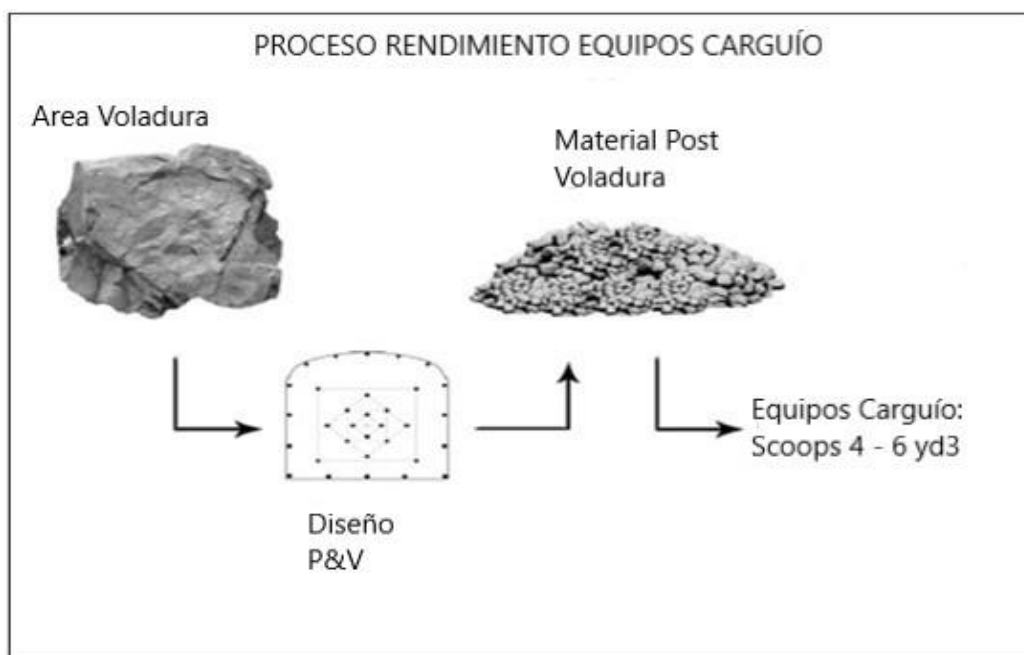 PROCESO RENDIMIENTO EQUIPOS CARGUÍO
Area Voladura
Material Post
Voladura
Diseño
P&V
Equipos Carguío:
Scoops 4 - 6 yd3